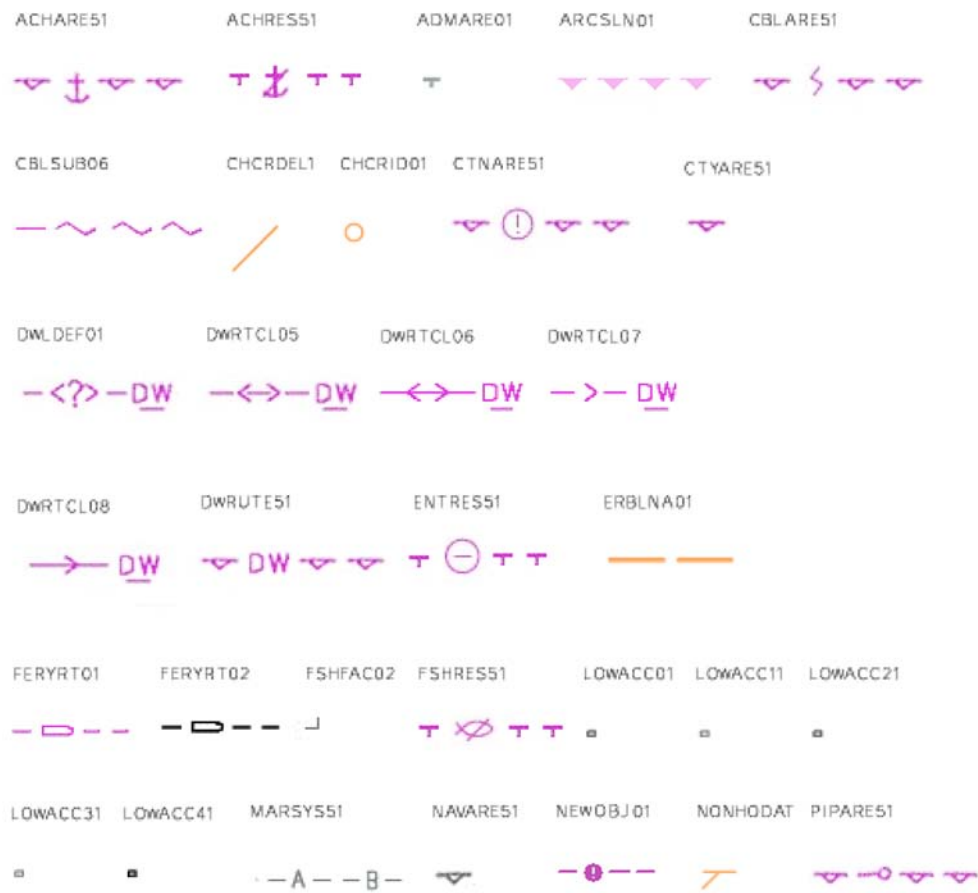 ACHARE51 ACHRES51 ADMARE01 ARCSLN01 CBLARE51
CBLSUB06 CHCRDEL1 CHCRID01 CTNARE51 CTYARE51
!
DWLDEF01 DWRTCL05 DWRTCL06 DWRTCL07
<?> DW DW DW DW
DWRTCL08 DWRUTE51 ENTRES51 ERBLNA01
DW DW
FERYRT01 FERYRT02 FSHFAC02 FSHRES51 LOWACC01 LOWACC11 LOWACC21
LOWACC31 LOWACC41 MARSYS51 NAVARE51 NEWOBJ01 NONHODAT PIPARE51
A B !